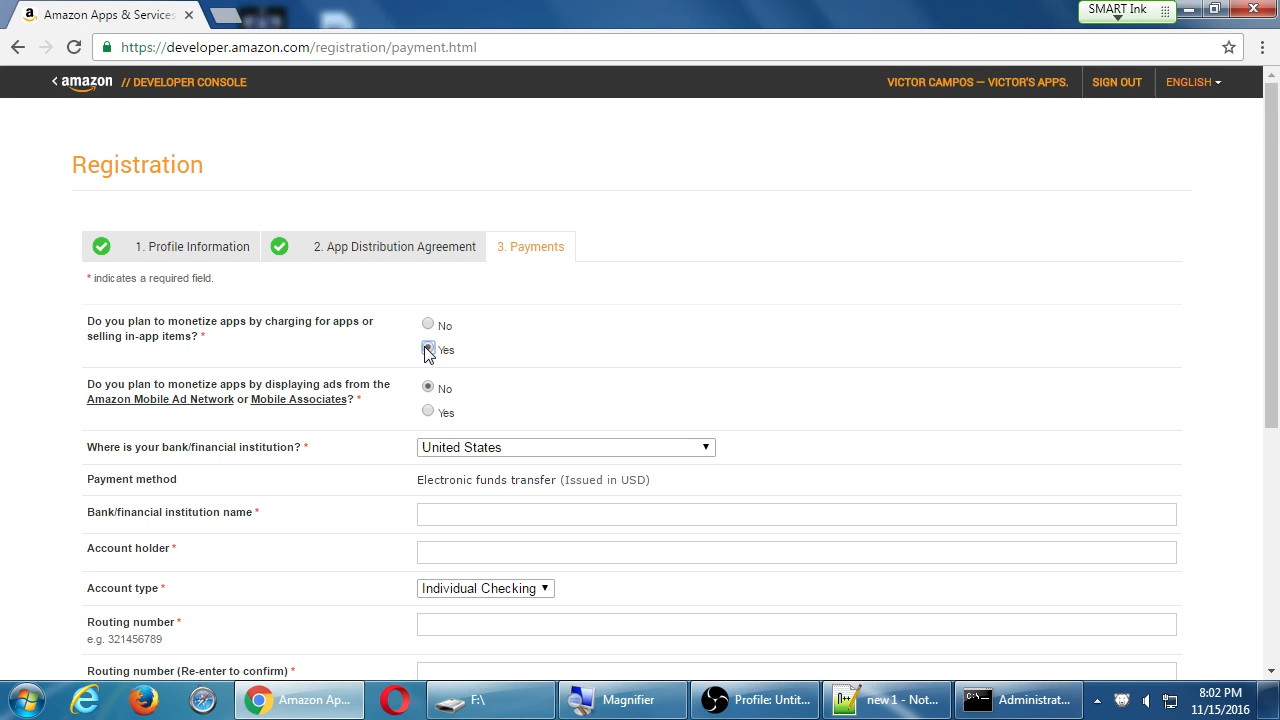 Amazon Apps & Services
SMART Ink
https://developer.amazon.com/registration/payment.html
amazon // DEVELOPER CONSOLE
VICTOR CAMPOS — VICTOR'S APPS.
SIGN OUT
ENGLISH
Registration
1. Profile Information
2. App Distribution Agreement
3. Payments
* indicates a required field.
Do you plan to monetize apps by charging for apps or
selling in-app items? *
No
Yes
Do you plan to monetize apps by displaying ads from the
Amazon Mobile Ad Network or Mobile Associates? *
No
Yes
Where is your bank/financial institution? *
United States
Payment method
Electronic funds transfer (Issued in USD)
Bank/financial institution name *
Account holder *
Account type *
Individual Checking
Routing number *
e.g. 321456789
Routing number (Re-enter to confirm) *
Amazon Ap...
F:\
Magnifier
Profile: Untit...
new 1 - Not...
Administrat...
8:02 PM
11/15/2016